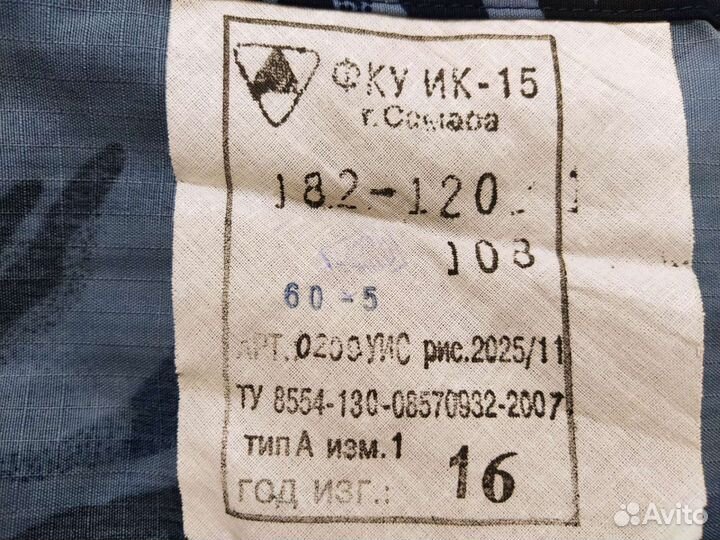 ФКУ ИК-15
г.Самара
182-120
108
60-5
АРТ. 0200УИС рис.2025/11
ТУ 8554-130-08570932-2007
тип А изм.1
ГОД ИЗГ.: 16
Avito